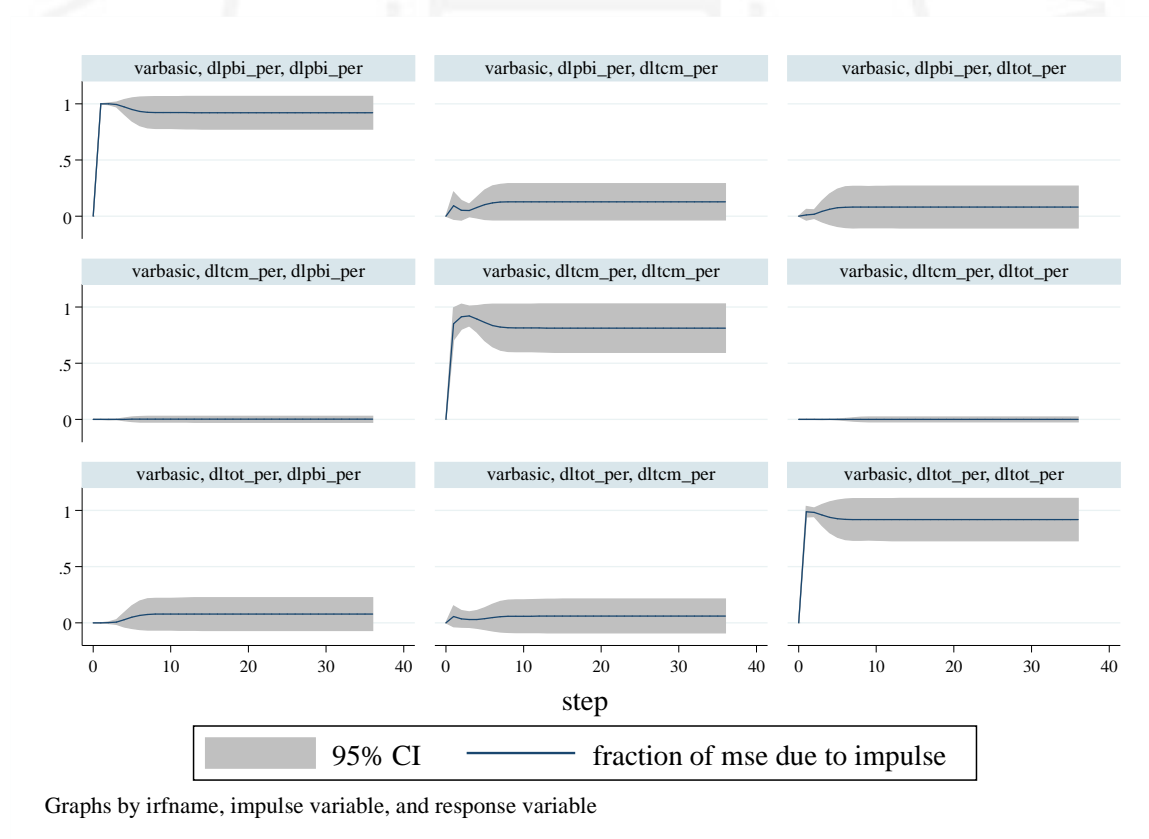 varbasic, dlpbi_per, dlpbi_per varbasic, dlpbi_per, dltcm_per varbasic, dlpbi_per, dltot_per
1
.5
0
varbasic, dltcm_per, dlpbi_per varbasic, dltcm_per, dltcm_per varbasic, dltcm_per, dltot_per
1
.5
0
varbasic, dltot_per, dlpbi_per varbasic, dltot_per, dltcm_per varbasic, dltot_per, dltot_per
1
.5
0
0 10 20 30 40 0 10 20 30 40 0 10 20 30 40
step
95% CI fraction of mse due to impulse
Graphs by irfname, impulse variable, and response variable